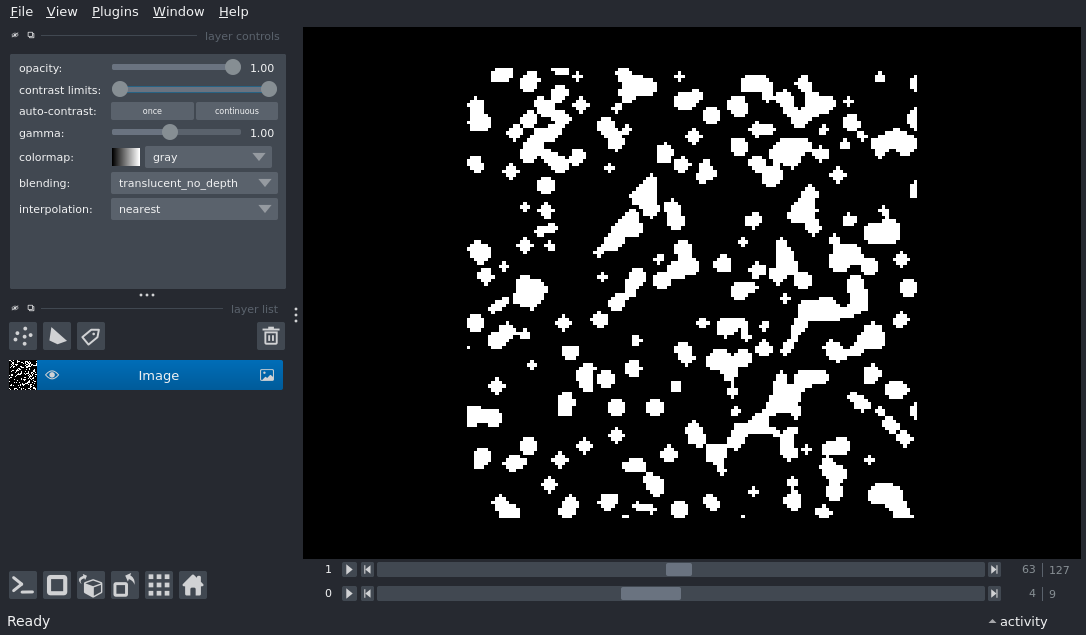 File View Plugins Window Help
layer controls
opacity: 1.00
contrast limits:
auto-contrast: once continuous
gamma: 1.00
colormap: gray
blending: translucent_no_depth
interpolation: nearest
layer list
Image
1 63 127
0 4 9
Ready activity